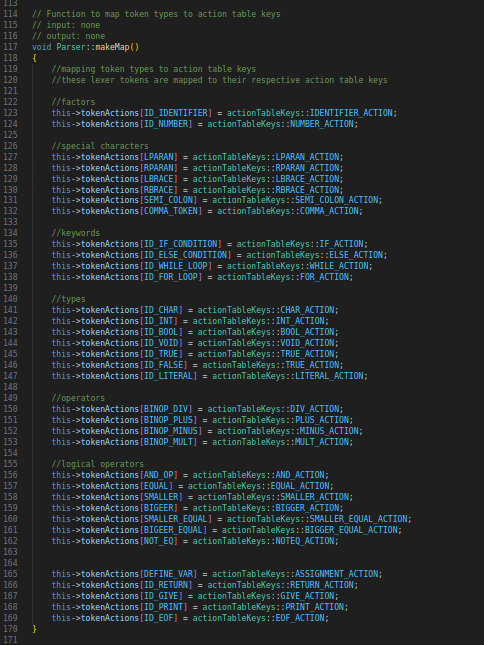 113
114 // Function to map token types to action table keys
115 // input: none
116 // output: none
117 void Parser::makeMap()
118 {
119 //mapping token types to action table keys
120 //these lexer tokens are mapped to their respective action table keys
121
122 //factors
123 this->tokenActions[ID_IDENTIFIER] = actionTableKeys::IDENTIFIER_ACTION;
124 this->tokenActions[ID_NUMBER] = actionTableKeys::NUMBER_ACTION;
125
126 //special characters
127 this->tokenActions[LPARAN] = actionTableKeys::LPARAN_ACTION;
128 this->tokenActions[RPARAN] = actionTableKeys::RPARAN_ACTION;
129 this->tokenActions[LBRACE] = actionTableKeys::LBRACE_ACTION;
130 this->tokenActions[RBRACE] = actionTableKeys::RBRACE_ACTION;
131 this->tokenActions[SEMI_COLON] = actionTableKeys::SEMI_COLON_ACTION;
132 this->tokenActions[COMMA_TOKEN] = actionTableKeys::COMMA_ACTION;
133
134 //keywords
135 this->tokenActions[ID_IF_CONDITION] = actionTableKeys::IF_ACTION;
136 this->tokenActions[ID_ELSE_CONDITION] = actionTableKeys::ELSE_ACTION;
137 this->tokenActions[ID_WHILE_LOOP] = actionTableKeys::WHILE_ACTION;
138 this->tokenActions[ID_FOR_LOOP] = actionTableKeys::FOR_ACTION;
139
140 //types
141 this->tokenActions[ID_CHAR] = actionTableKeys::CHAR_ACTION;
142 this->tokenActions[ID_INT] = actionTableKeys::INT_ACTION;
143 this->tokenActions[ID_BOOL] = actionTableKeys::BOOL_ACTION;
144 this->tokenActions[ID_VOID] = actionTableKeys::VOID_ACTION;
145 this->tokenActions[ID_TRUE] = actionTableKeys::TRUE_ACTION;
146 this->tokenActions[ID_FALSE] = actionTableKeys::TRUE_ACTION;
147 this->tokenActions[ID_LITERAL] = actionTableKeys::LITERAL_ACTION;
148
149 //operators
150 this->tokenActions[BINOP_DIV] = actionTableKeys::DIV_ACTION;
151 this->tokenActions[BINOP_PLUS] = actionTableKeys::PLUS_ACTION;
152 this->tokenActions[BINOP_MINUS] = actionTableKeys::MINUS_ACTION;
153 this->tokenActions[BINOP_MULT] = actionTableKeys::MULT_ACTION;
154
155 //logical operators
156 this->tokenActions[AND_OP] = actionTableKeys::AND_ACTION;
157 this->tokenActions[EQUAL] = actionTableKeys::EQUAL_ACTION;
158 this->tokenActions[SMALLER] = actionTableKeys::SMALLER_ACTION;
159 this->tokenActions[BIGEER] = actionTableKeys::BIGGER_ACTION;
160 this->tokenActions[SMALLER_EQUAL] = actionTableKeys::SMALLER_EQUAL_ACTION;
161 this->tokenActions[BIGEER_EQUAL] = actionTableKeys::BIGGER_EQUAL_ACTION;
162 this->tokenActions[NOT_EQ] = actionTableKeys::NOTEQ_ACTION;
163
164
165 this->tokenActions[DEFINE_VAR] = actionTableKeys::ASSIGNMENT_ACTION;
166 this->tokenActions[ID_RETURN] = actionTableKeys::RETURN_ACTION;
167 this->tokenActions[ID_GIVE] = actionTableKeys::GIVE_ACTION;
168 this->tokenActions[ID_PRINT] = actionTableKeys::PRINT_ACTION;
169 this->tokenActions[ID_EOF] = actionTableKeys::EOF_ACTION;
170 }
171